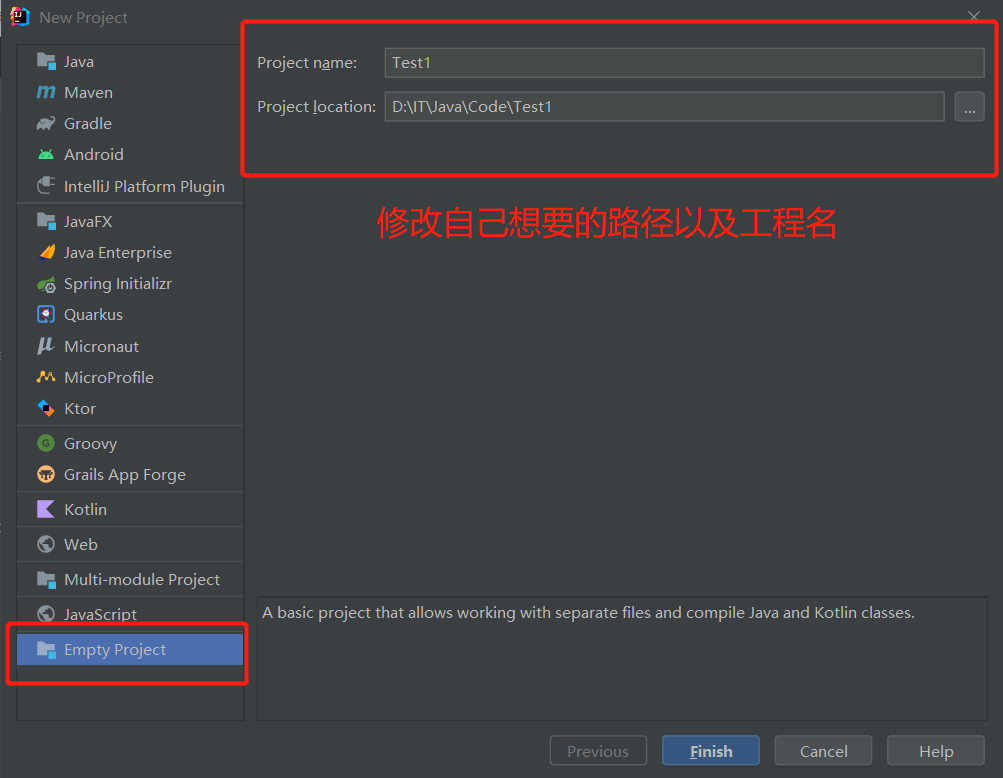 New Project
Java
Maven
Gradle
Android
IntelliJ Platform Plugin
JavaFX
Java Enterprise
Spring Initializr
Quarkus
Micronaut
MicroProfile
Ktor
Groovy
Grails App Forge
Kotlin
Web
Multi-module Project
JavaScript
Empty Project
Project name: Test1
Project location: D:\IT\Java\Code\Test1 ...
修改自己想要的路径以及工程名
A basic project that allows working with separate files and compile Java and Kotlin classes.
Previous Finish Cancel Help